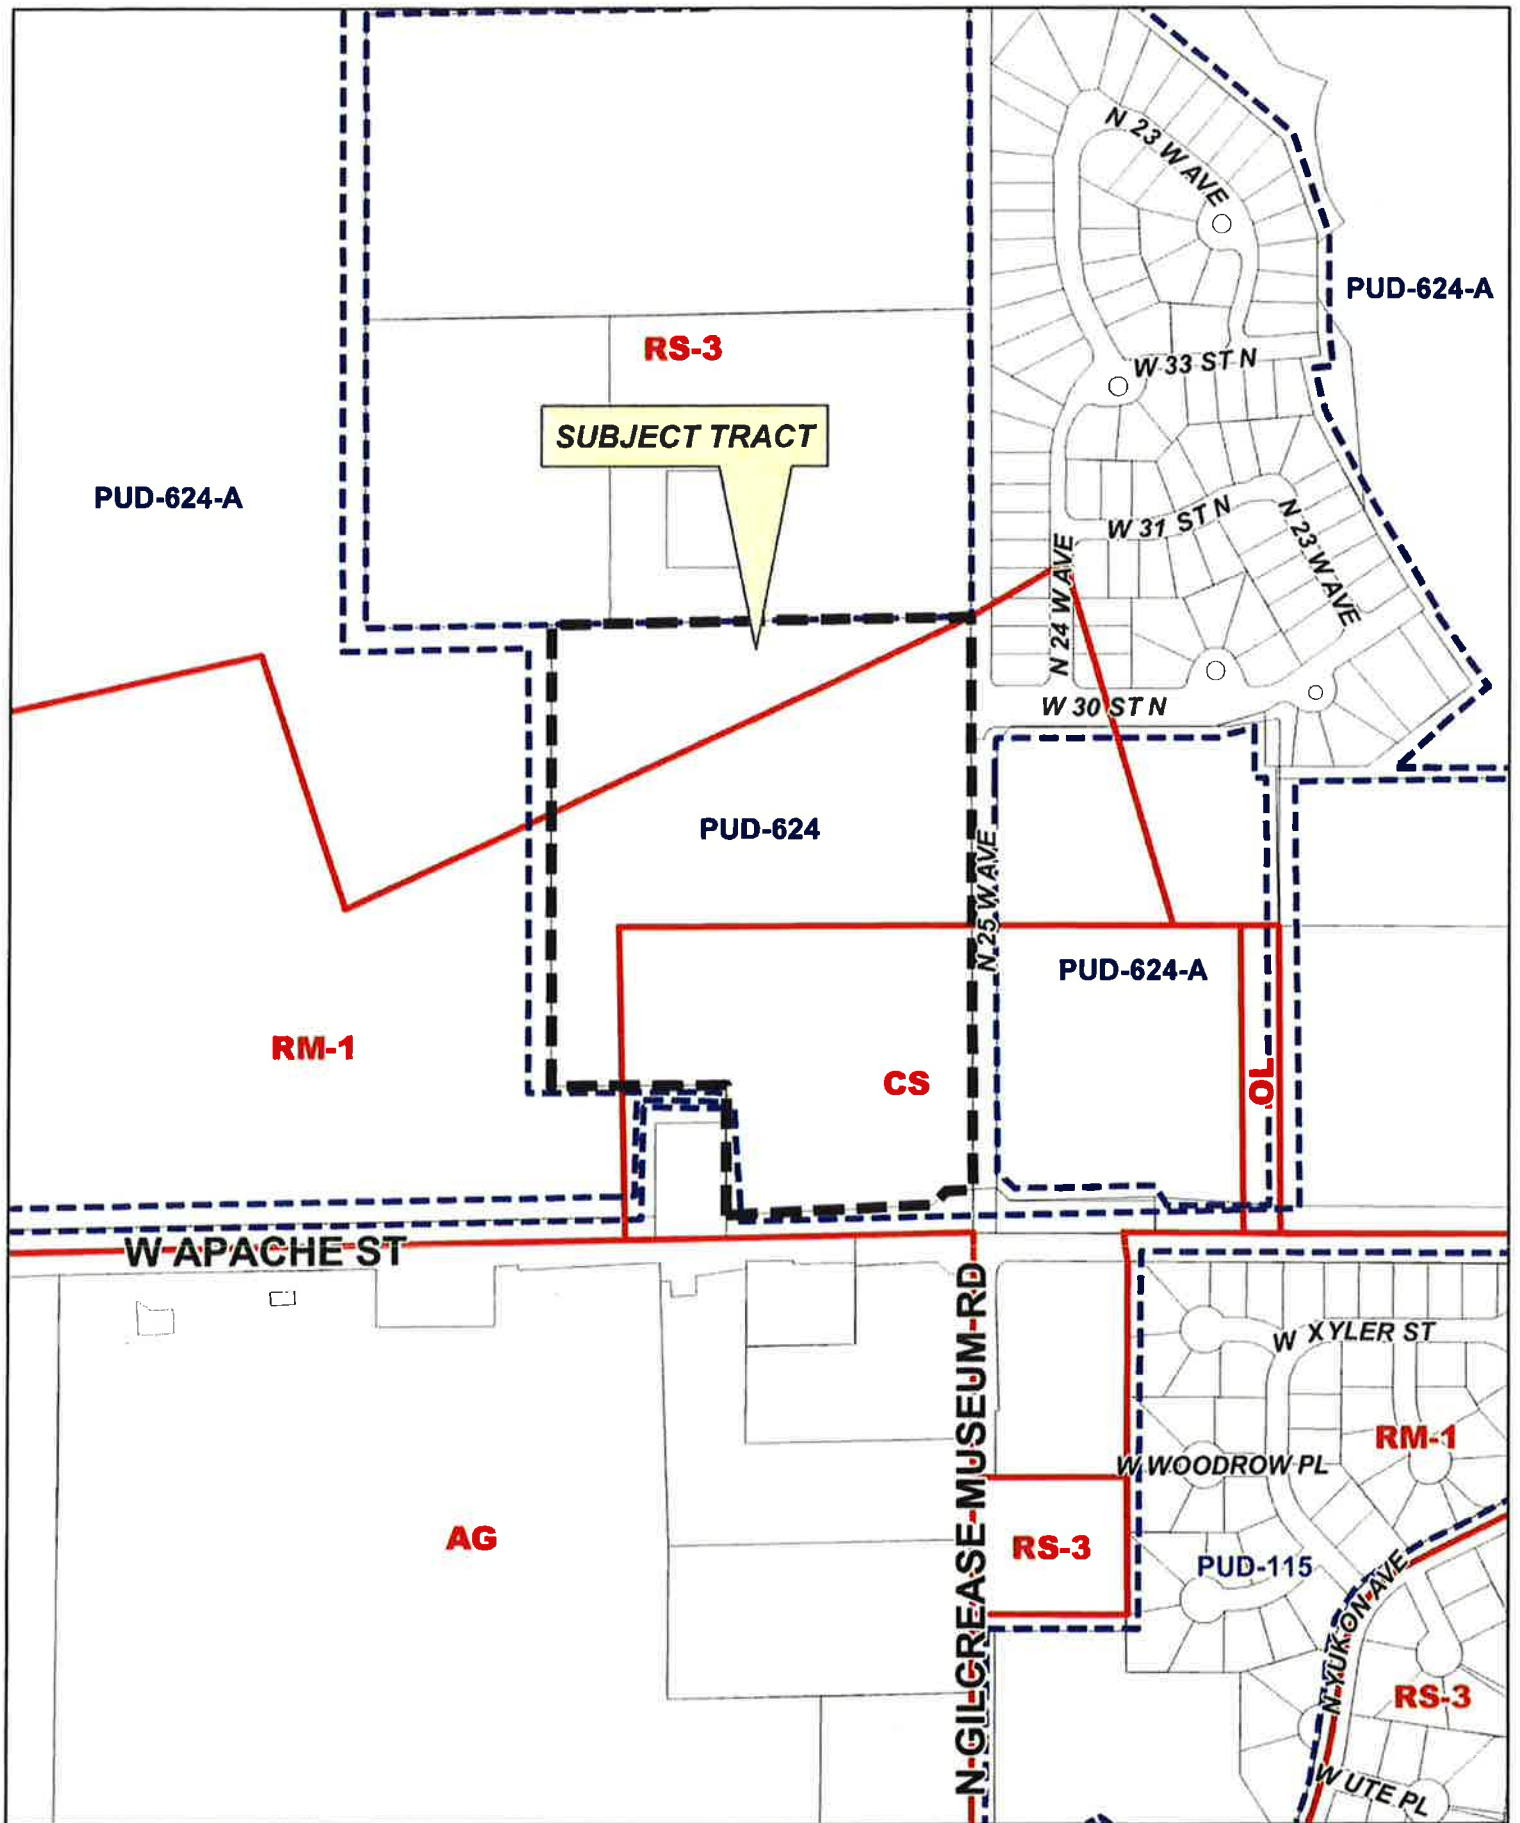 N 23 W AVE
PUD-624-A
RS-3
W 33 ST N
SUBJECT TRACT
PUD-624-A
W 31 ST N
N 23 W AVE
N 24 W AVE
W 30 ST N
PUD-624
N 25 W AVE
PUD-624-A
RM-1
CS
OL
W APACHE ST
N GILCREASE MUSEUM RD
W XYLER ST
RM-1
W WOODROW PL
AG
RS-3
PUD-115
N YUKON AVE
RS-3
W UTE PL